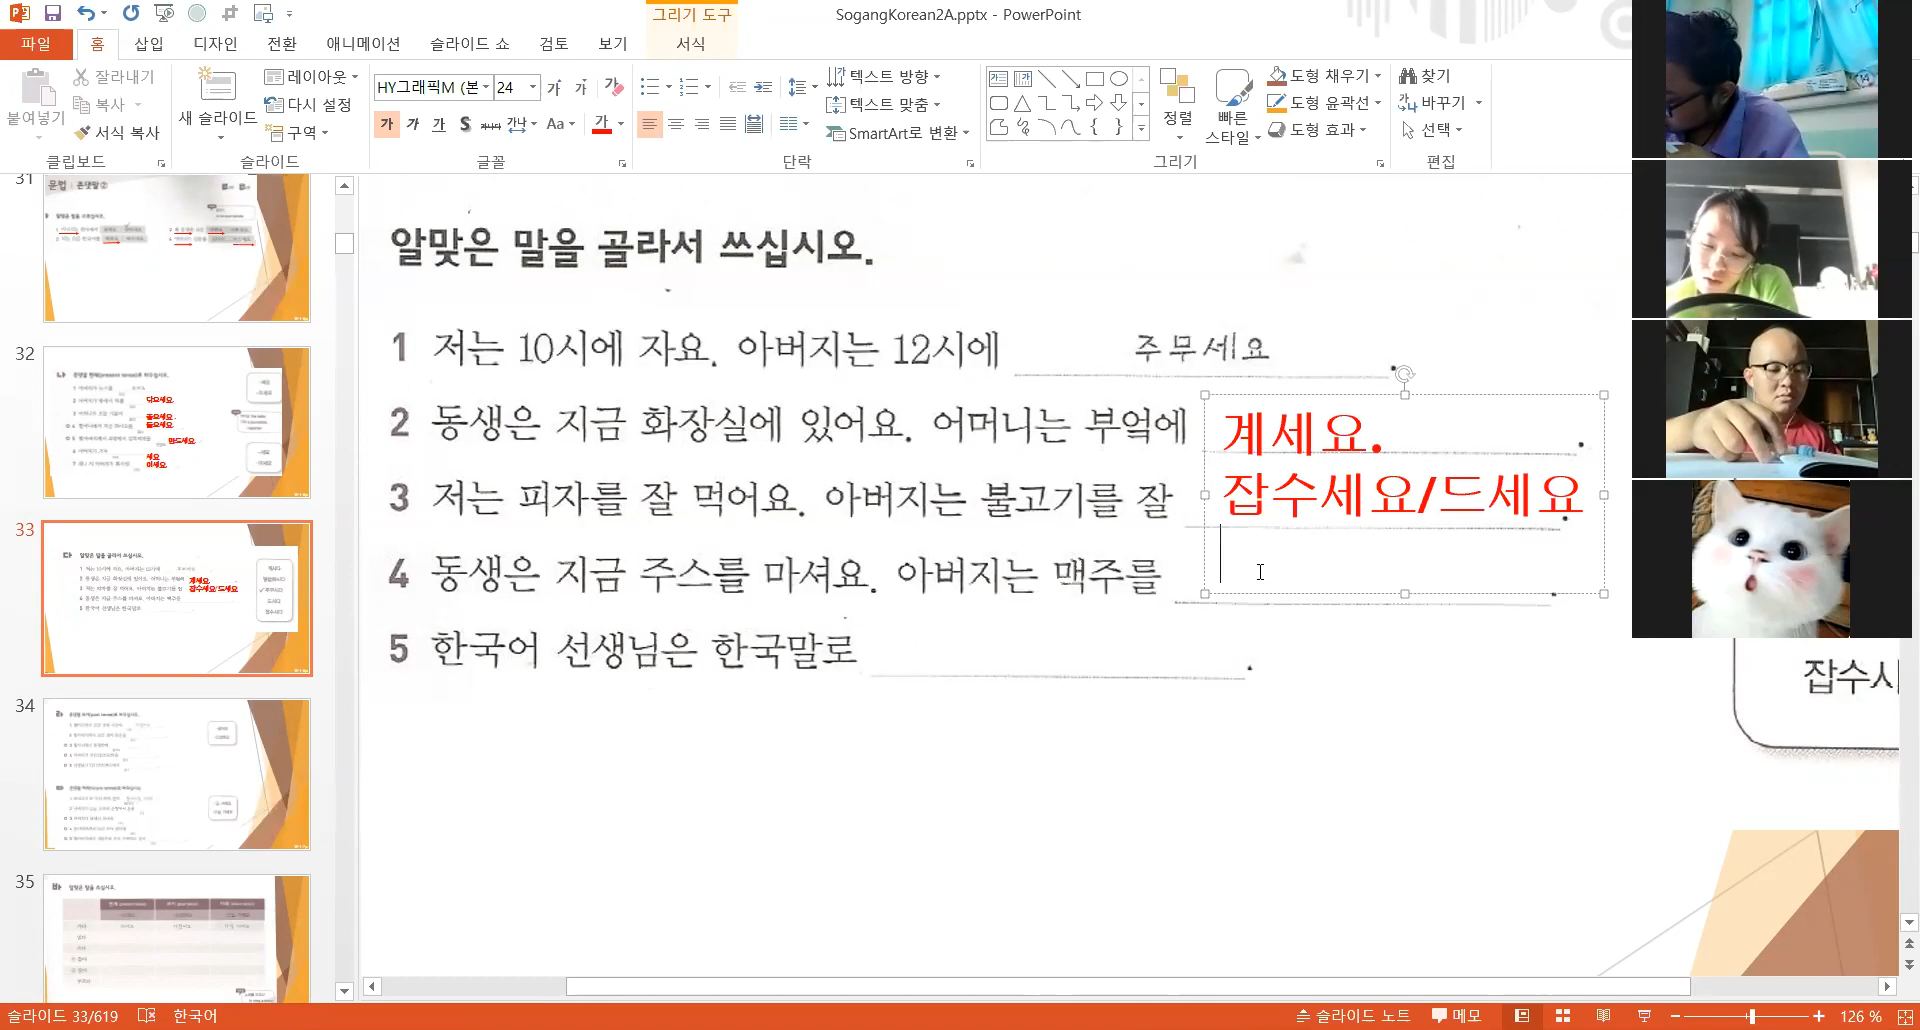 SogangKorean2A.pptx - PowerPoint
그리기 도구
파일 홈 삽입 디자인 전환 애니메이션 슬라이드 쇼 검토 보기 서식
붙여넣기
잘라내기
복사
서식 복사
클립보드
새 슬라이드
레이아웃
다시 설정
구역
슬라이드
HY그래픽M (본 24
가 가 가 S 가나다 간 Aa 가
글꼴
텍스트 방향
텍스트 맞춤
SmartArt로 변환
단락
정렬
빠른 스타일
도형 채우기
도형 윤곽선
도형 효과
그리기
찾기
바꾸기
선택
편집
31
32
33
34
35
알맞은 말을 골라서 쓰십시오.
1 저는 10시에 자요. 아버지는 12시에 주무세요.
2 동생은 지금 화장실에 있어요. 어머니는 부엌에 계세요.
3 저는 피자를 잘 먹어요. 아버지는 불고기를 잘 잡수세요/드세요.
4 동생은 지금 주스를 마셔요. 아버지는 맥주를
5 한국어 선생님은 한국말로 .
잡수시
슬라이드 33/619 한국어
슬라이드 노트 메모 126 %